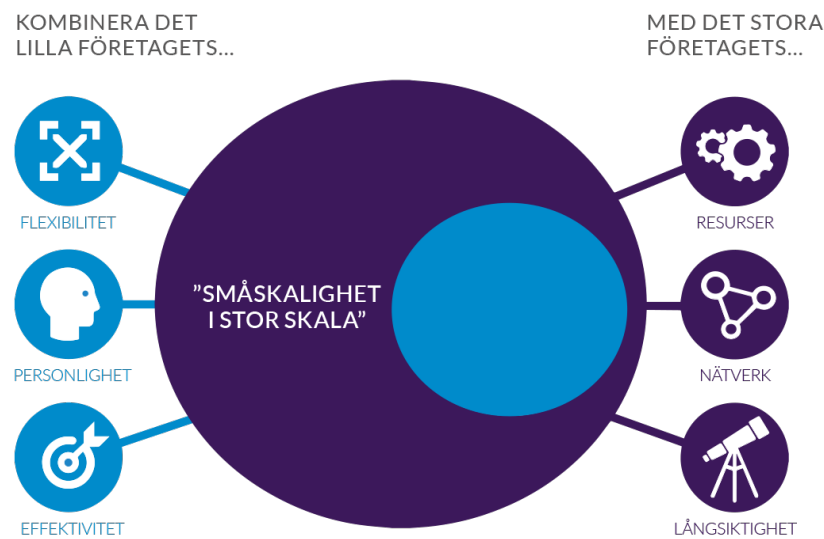 KOMBINERA DET
LILLA FÖRETAGETS...
MED DET STORA
FÖRETAGETS...
FLEXIBILITET
PERSONLIGHET
EFFEKTIVITET
”SMÅSKALIGHET
I STOR SKALA”
RESURSER
NÄTVERK
LÅNGSIKTIGHET